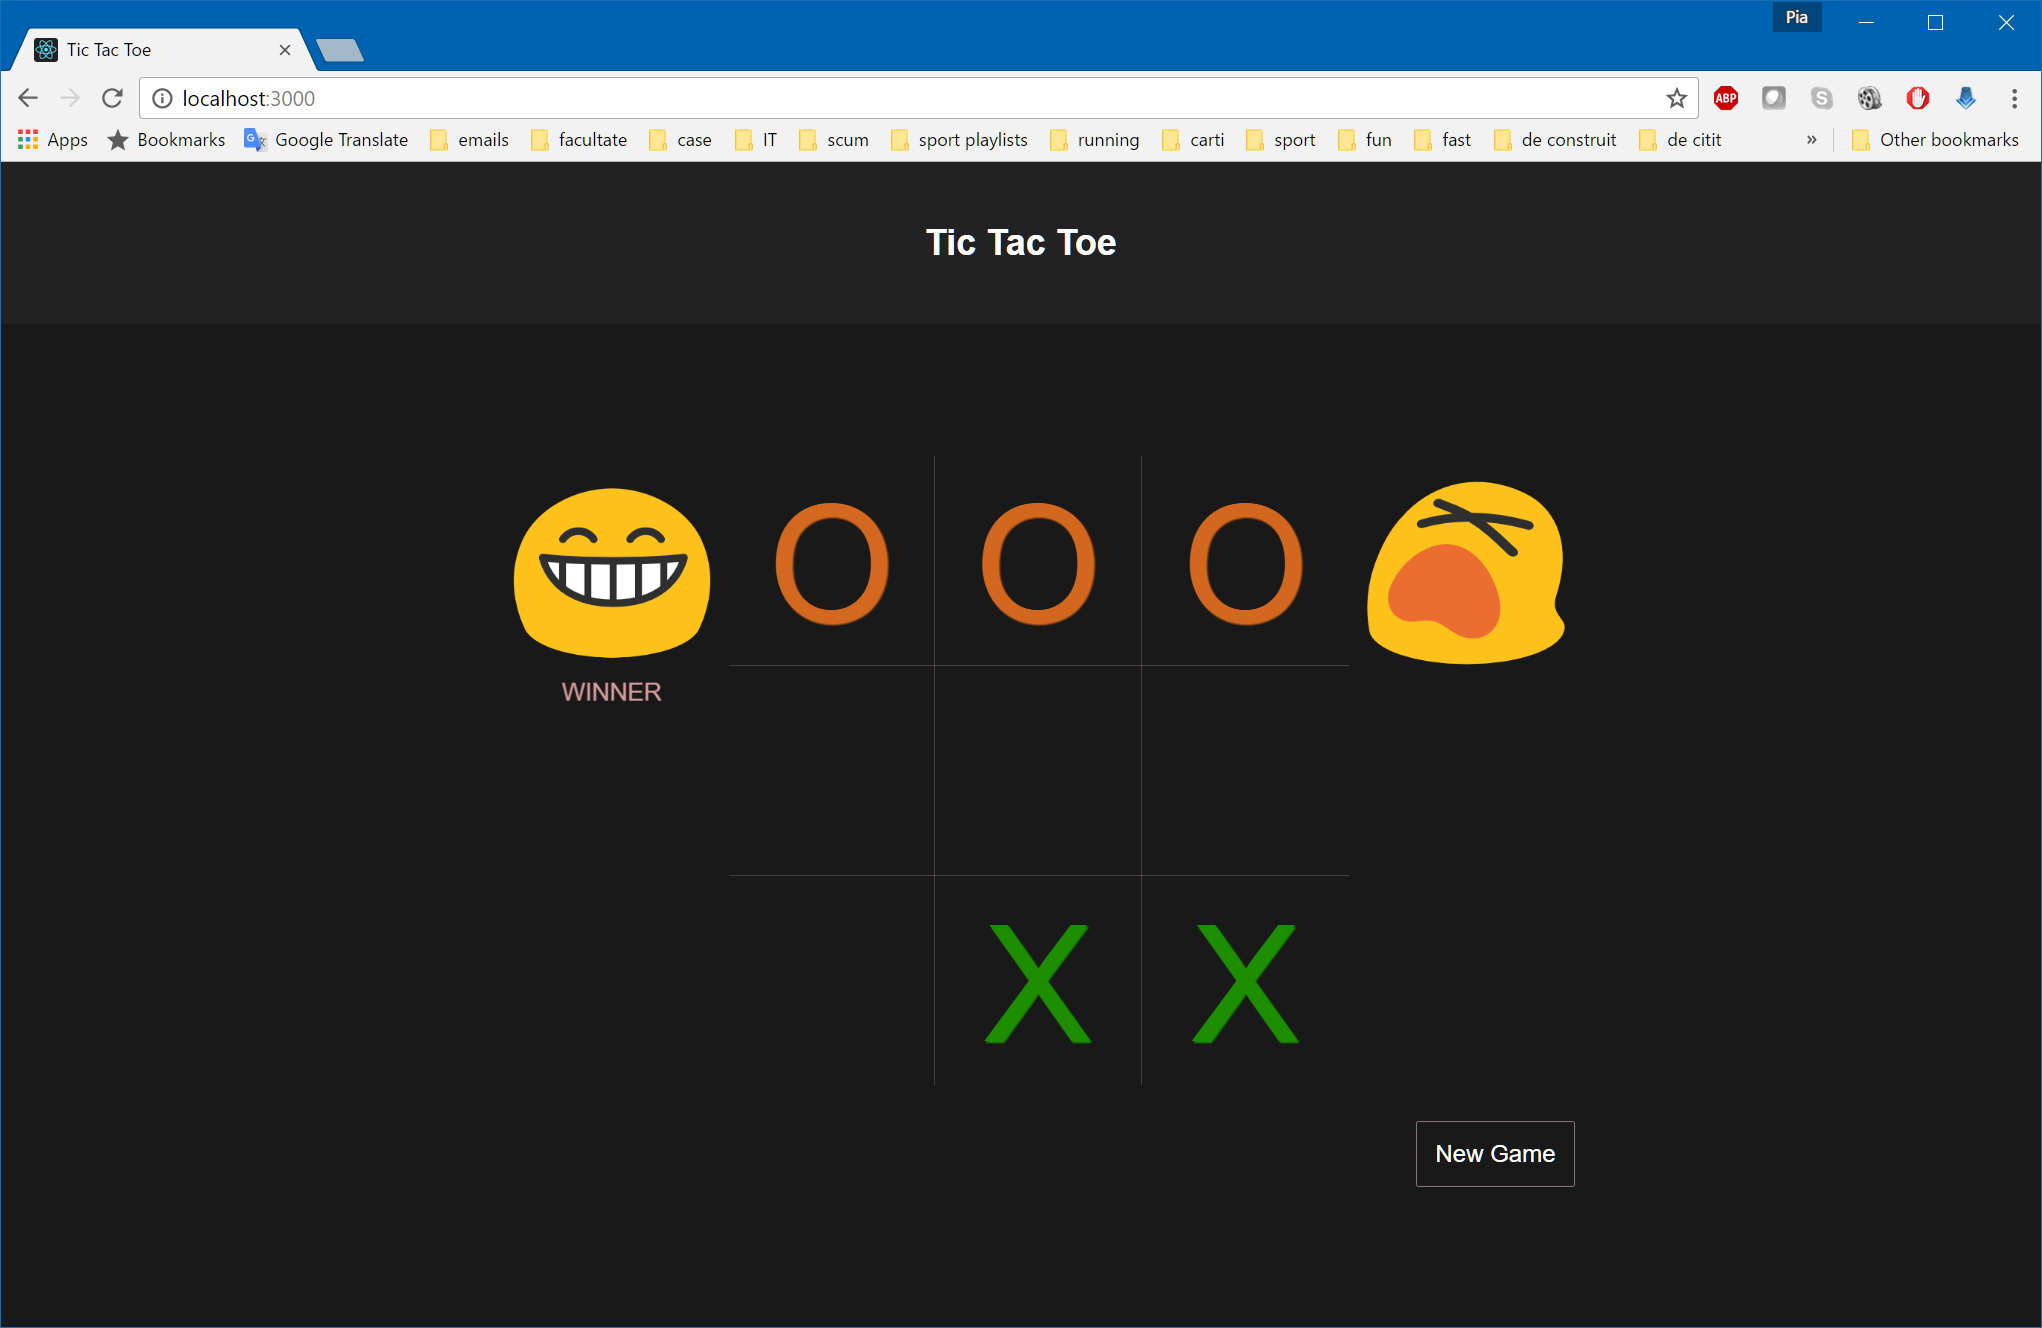 Pia
Tic Tac Toe
localhost:3000
ABP
Apps Bookmarks Google Translate emails facultate case IT scum sport playlists running carti sport fun fast de construit de citit » Other bookmarks
Tic Tac Toe
O O O
WINNER
X X
New Game